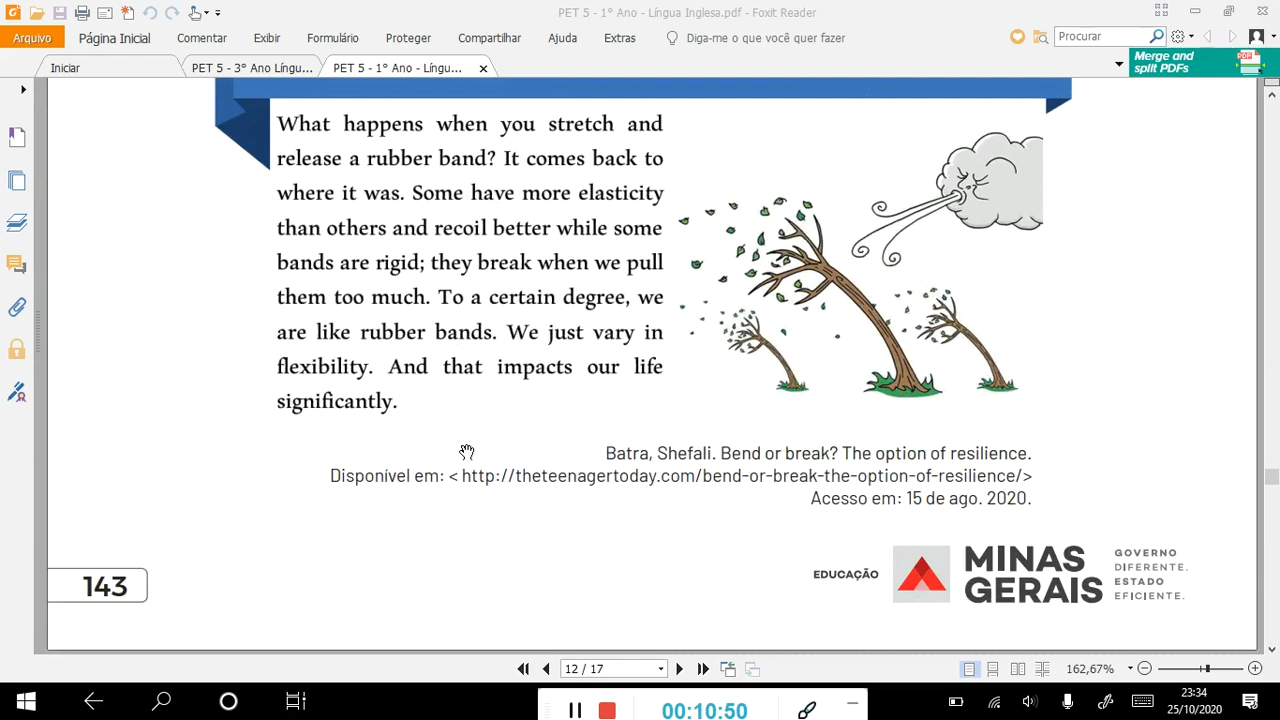 PET 5 - 1° Ano - Língua Inglesa.pdf - Foxit Reader
Arquivo Página Inicial Comentar Exibir Formulário Proteger Compartilhar Ajuda Extras Diga-me o que você quer fazer Procurar
Iniciar PET 5 - 3° Ano Língu... PET 5 - 1° Ano - Língu... Merge and
split PDFs
What happens when you stretch and
release a rubber band? It comes back to
where it was. Some have more elasticity
than others and recoil better while some
bands are rigid; they break when we pull
them too much. To a certain degree, we
are like rubber bands. We just vary in
flexibility. And that impacts our life
significantly.
Batra, Shefali. Bend or break? The option of resilience.
Disponível em: < http://theteenagertoday.com/bend-or-break-the-option-of-resilience/>
Acesso em: 15 de ago. 2020.
143
EDUCAÇÃO
MINAS
GERAIS
GOVERNO
DIFERENTE.
ESTADO
EFICIENTE.
12 / 17 162,67%
00:10:50
23:34
25/10/2020